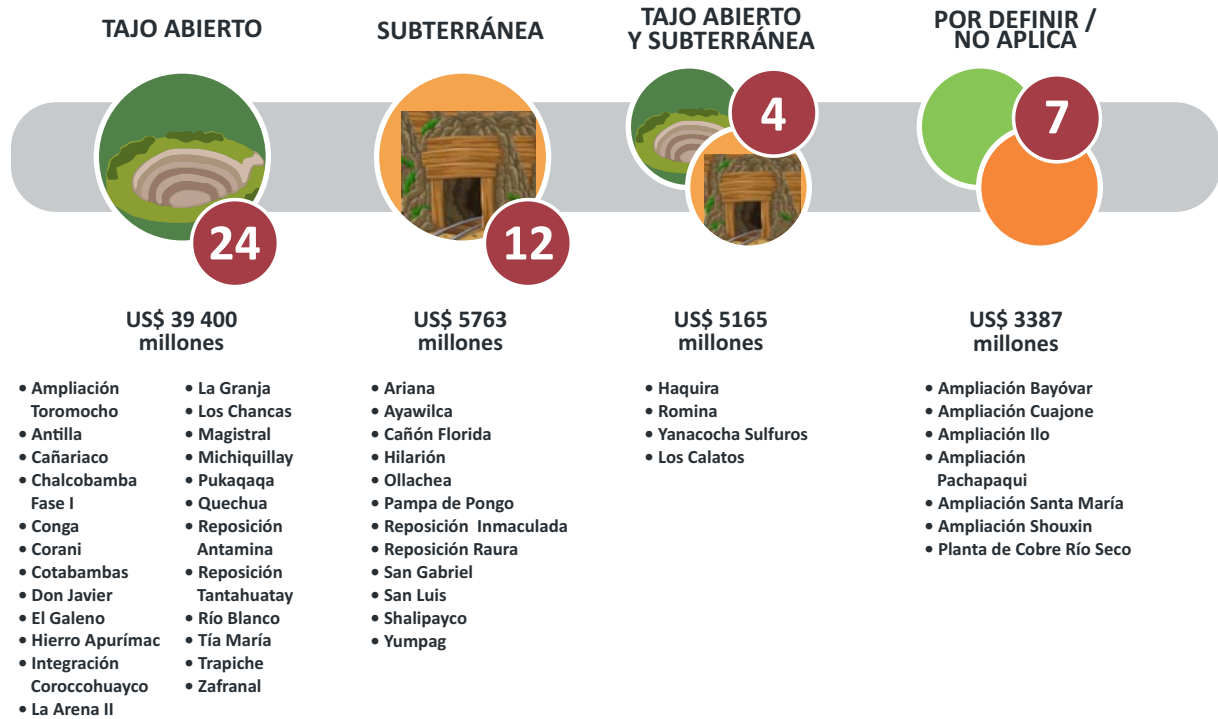 TAJO ABIERTO
24
US$ 39 400
millones
• Ampliación
Toromocho
• Antilla
• Cañariaco
• Chalcobamba
Fase I
• Conga
• Corani
• Cotabambas
• Don Javier
• El Galeno
• Hierro Apurímac
• Integración
Coroccohuayco
• La Arena II
• La Granja
• Los Chancas
• Magistral
• Michiquillay
• Pukaqaqa
• Quechua
• Reposición
Antamina
• Reposición
Tantahuatay
• Río Blanco
• Tía María
• Trapiche
• Zafranal
SUBTERRÁNEA
12
US$ 5763
millones
• Ariana
• Ayawilca
• Cañón Florida
• Hilarión
• Ollachea
• Pampa de Pongo
• Reposición Inmaculada
• Reposición Raura
• San Gabriel
• San Luis
• Shalipayco
• Yumpag
TAJO ABIERTO
Y SUBTERRÁNEA
4
US$ 5165
millones
• Haquira
• Romina
• Yanacocha Sulfuros
• Los Calatos
POR DEFINIR /
NO APLICA
7
US$ 3387
millones
• Ampliación Bayóvar
• Ampliación Cuajone
• Ampliación Ilo
• Ampliación
Pachapaqui
• Ampliación Santa María
• Ampliación Shouxin
• Planta de Cobre Río Seco